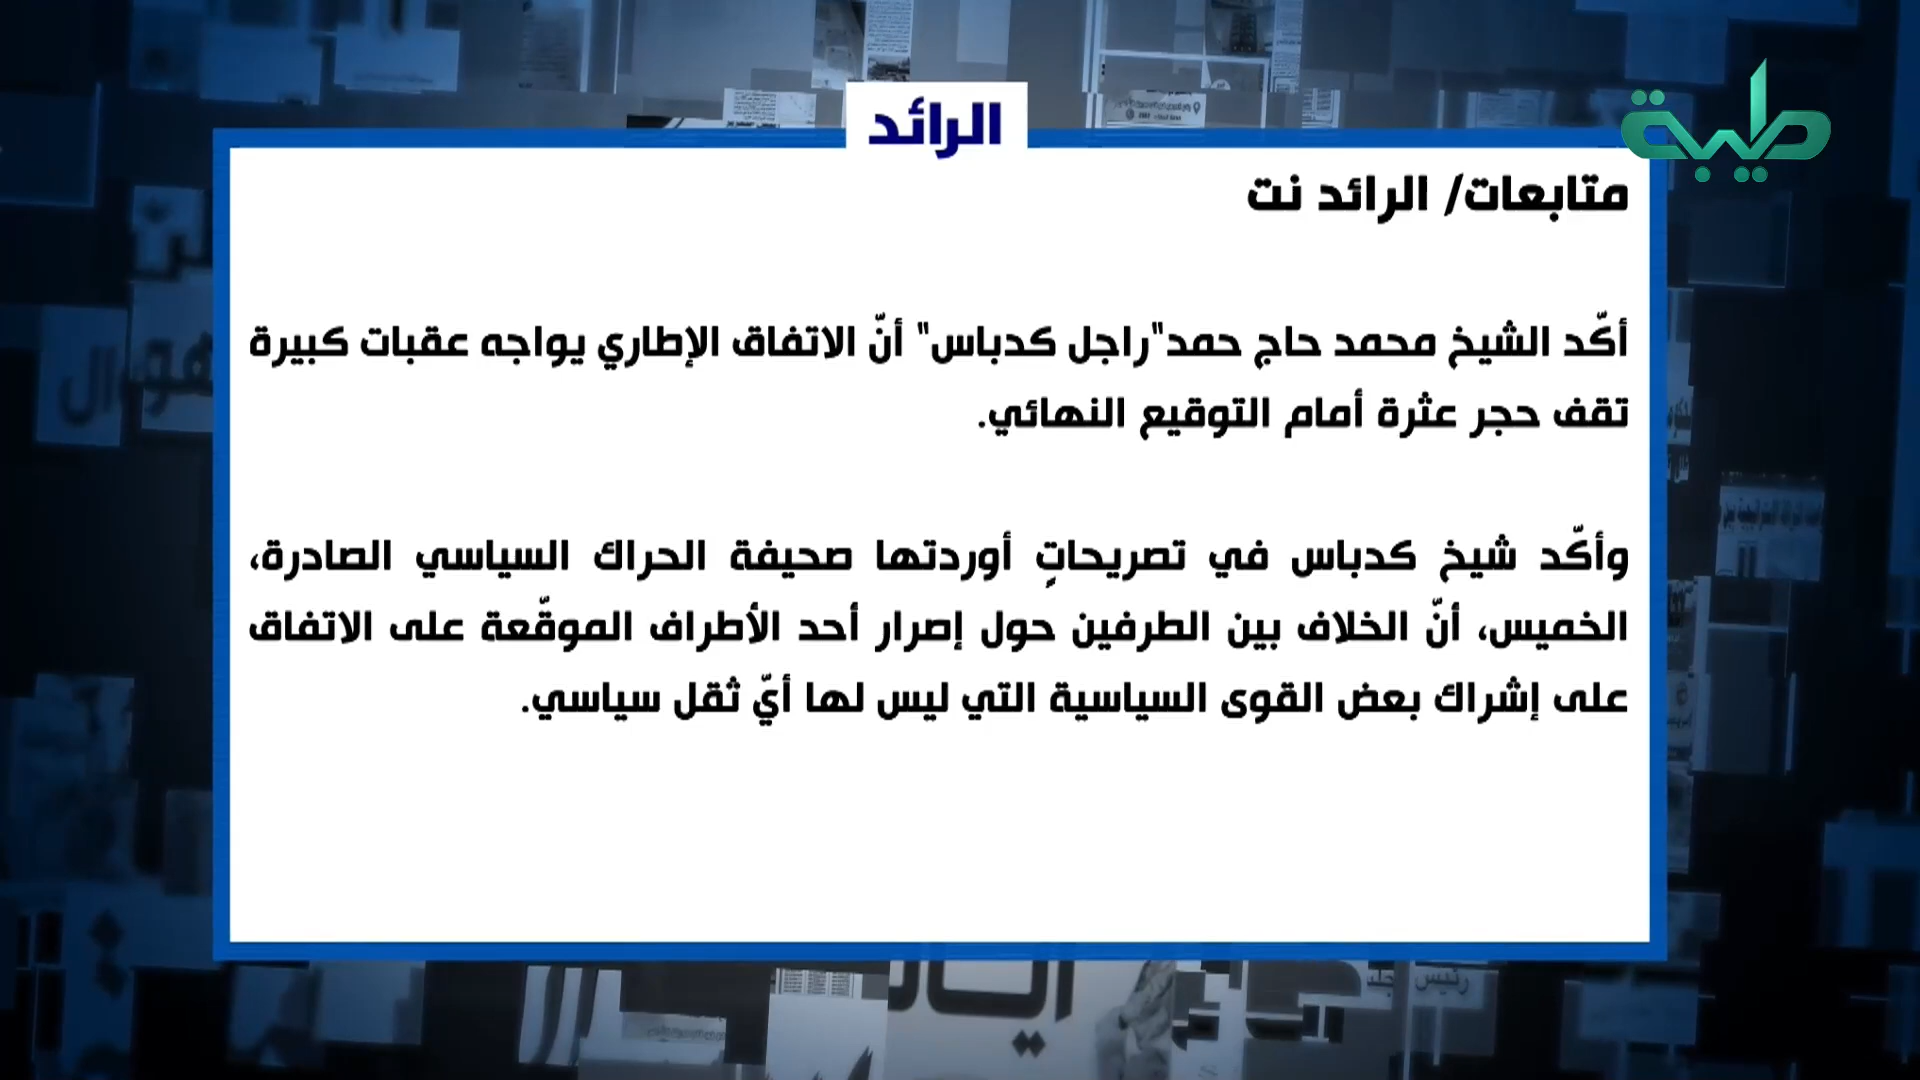 الرائد
طيبة
متابعات/ الرائد نت
أكّد الشيخ محمد حاج حمد"راجل كدباس" أنّ الاتفاق الإطاري يواجه عقبات كبيرة
تقف حجر عثرة أمام التوقيع النهائي.
وأكّد شيخ كدباس في تصريحاتٍ أوردتها صحيفة الحراك السياسي الصادرة،
الخميس، أنّ الخلاف بين الطرفين حول إصرار أحد الأطراف الموقّعة على الاتفاق
على إشراك بعض القوى السياسية التي ليس لها أيّ ثقل سياسي.
رئيس